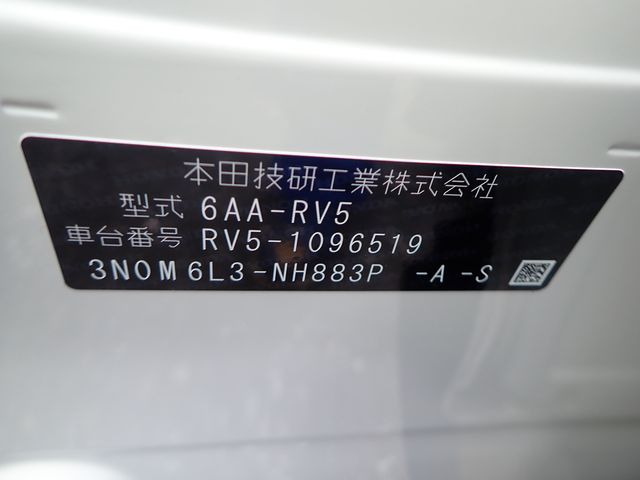 本田技研工業株式会社
型式 6AA-RV5
車台番号 RV5-1096519
3N0M6L3-NH883P -A -S